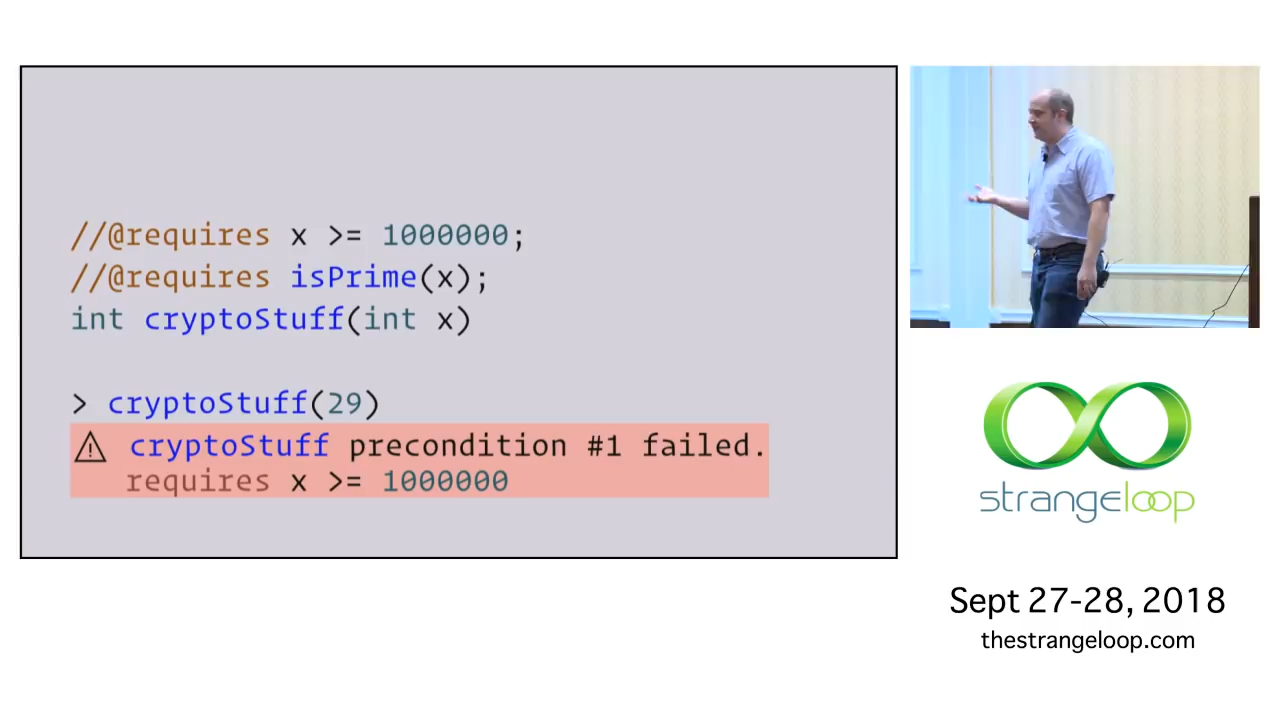 //@requires x >= 1000000;
//@requires isPrime(x);
int cryptoStuff(int x)
> cryptoStuff(29)
⚠ cryptoStuff precondition #1 failed.
requires x >= 1000000
strangeloop
Sept 27-28, 2018
thestrangeloop.com